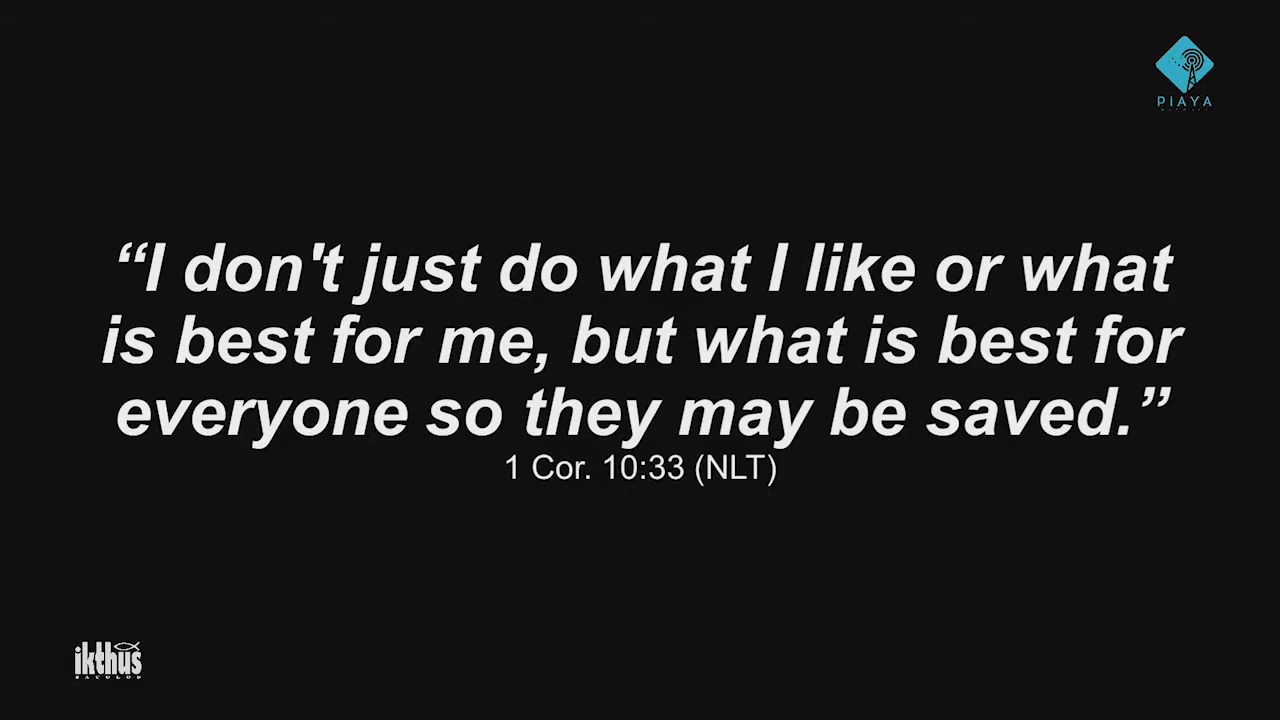 PIAYA
“I don't just do what I like or what
is best for me, but what is best for
everyone so they may be saved.”
1 Cor. 10:33 (NLT)
ikthus
BACOLOD